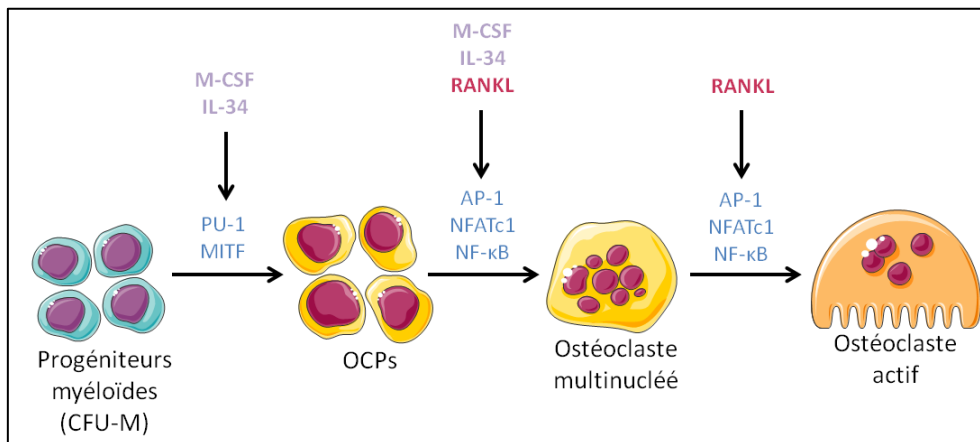 M-CSF
IL-34
M-CSF
IL-34
RANKL
RANKL
PU-1
MITF
AP-1
NFATc1
NF-κB
AP-1
NFATc1
NF-κB
Progéniteurs
myéloïdes
(CFU-M)
OCPs
Ostéoclaste
multinucléé
Ostéoclaste
actif